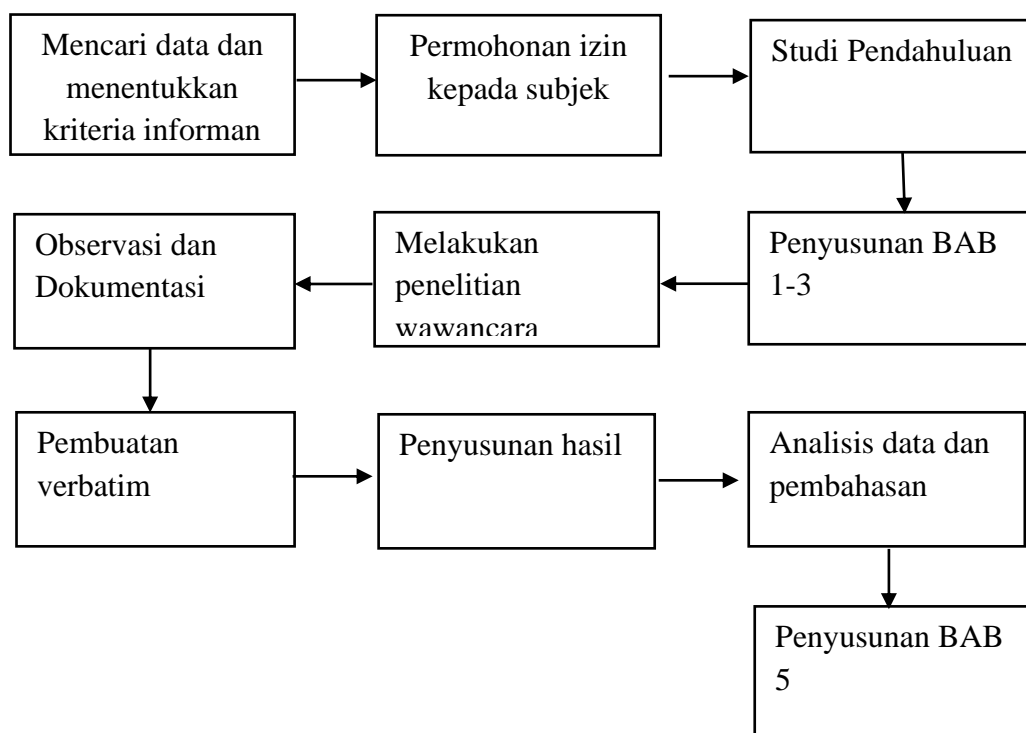 Mencari data dan
menentukkan
kriteria informan
Permohonan izin
kepada subjek
Studi Pendahuluan
Penyusunan BAB
1-3
Melakukan
penelitian
wawancara
Observasi dan
Dokumentasi
Pembuatan
verbatim
Penyusunan hasil
Analisis data dan
pembahasan
Penyusunan BAB
5